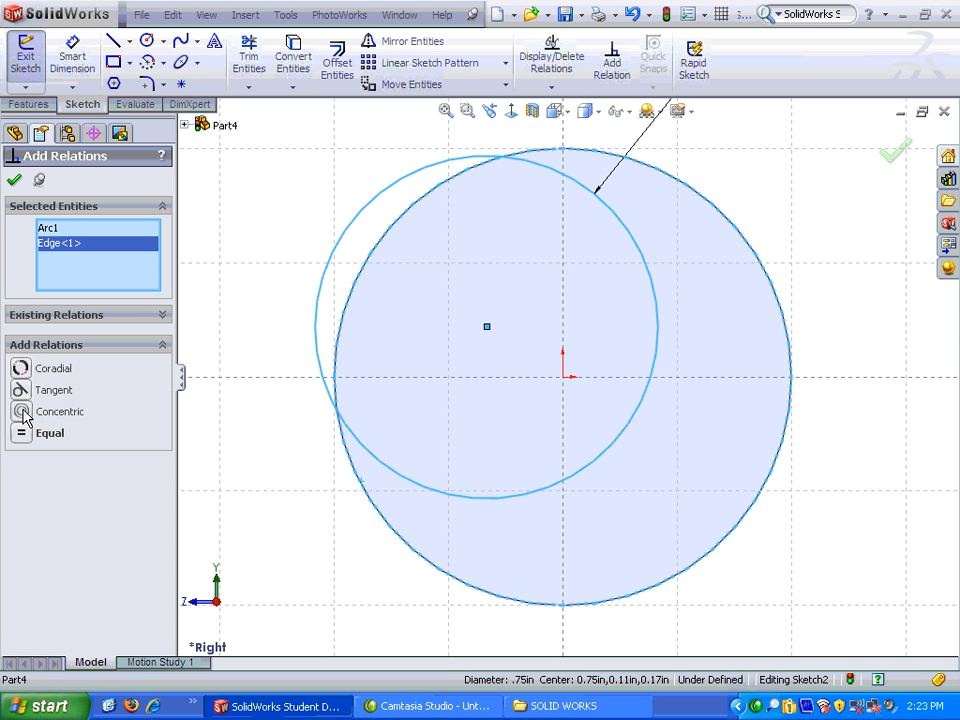 SolidWorks File Edit View Insert Tools PhotoWorks Window Help s... SolidWorks S
Exit Sketch
Smart Dimension
Trim Entities
Convert Entities
Offset Entities
Mirror Entities
Linear Sketch Pattern
Move Entities
Display/Delete Relations
Add Relation
Quick Snaps
Rapid Sketch
Features Sketch Evaluate DimXpert
Part4
Add Relations ?
Selected Entities
Arc1
Edge<1>
Existing Relations
Add Relations
Coradial
Tangent
Concentric
Equal
Y
Z
*Right
Model Motion Study 1
Part4 Diameter: .75in Center: 0.75in,0.11in,0.17in Under Defined Editing Sketch2
start SolidWorks Student D... Camtasia Studio - Unt... SOLID WORKS 2:23 PM